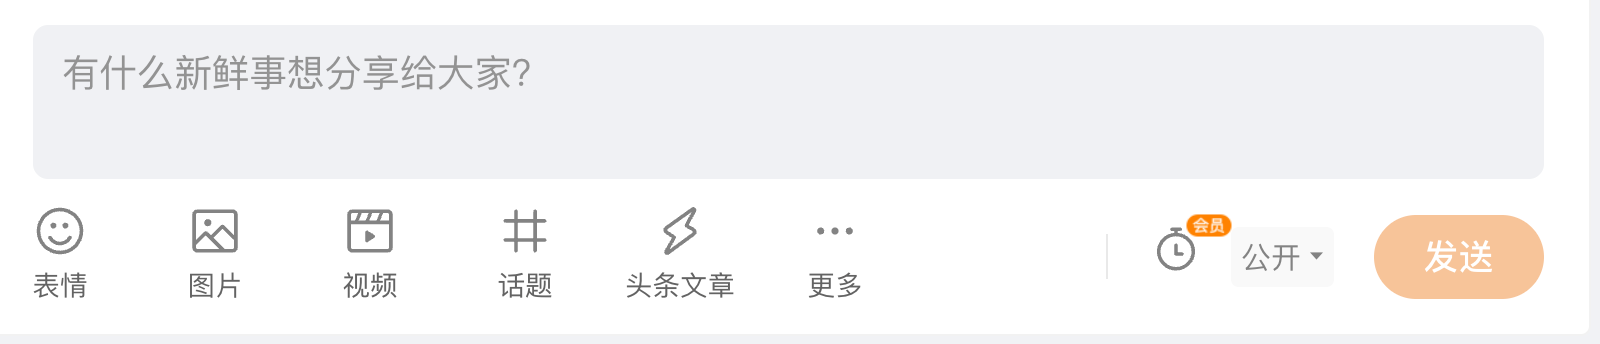 有什么新鲜事想分享给大家?
会员
公开
发送
表情 图片 视频 话题 头条文章 更多